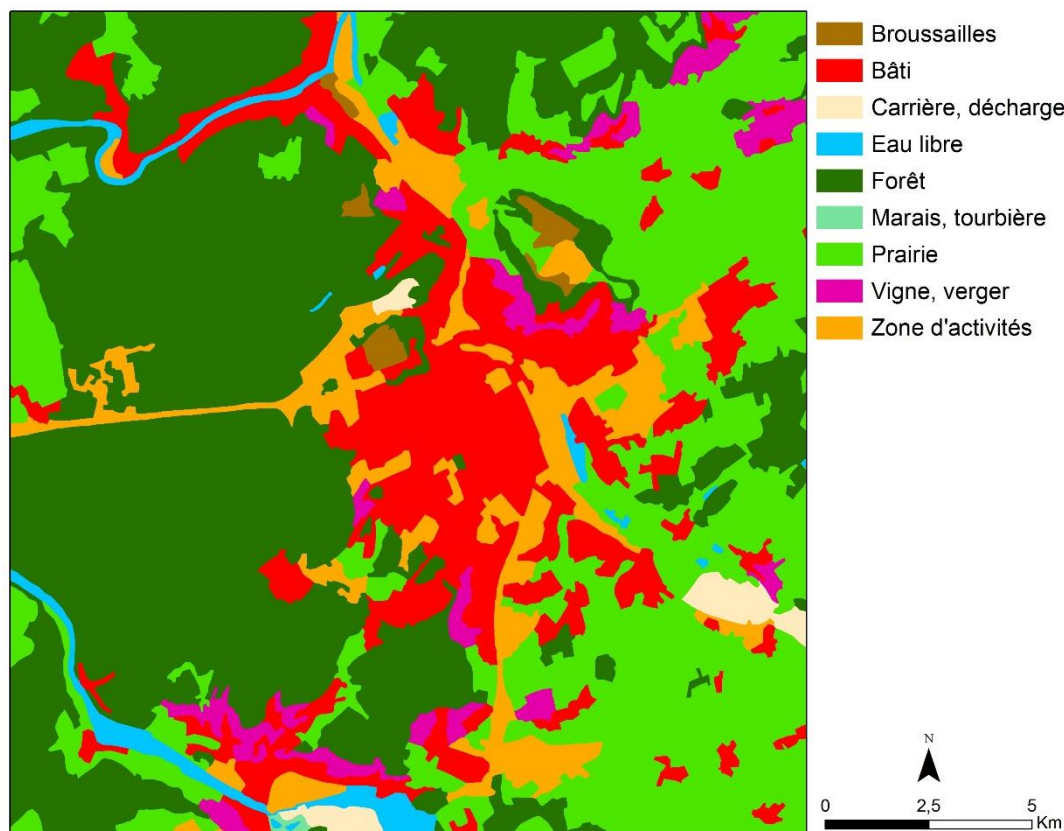 Broussailles
Bâti
Carrière, décharge
Eau libre
Forêt
Marais, tourbière
Prairie
Vigne, verger
Zone d'activités
N
0 2,5 5
Km